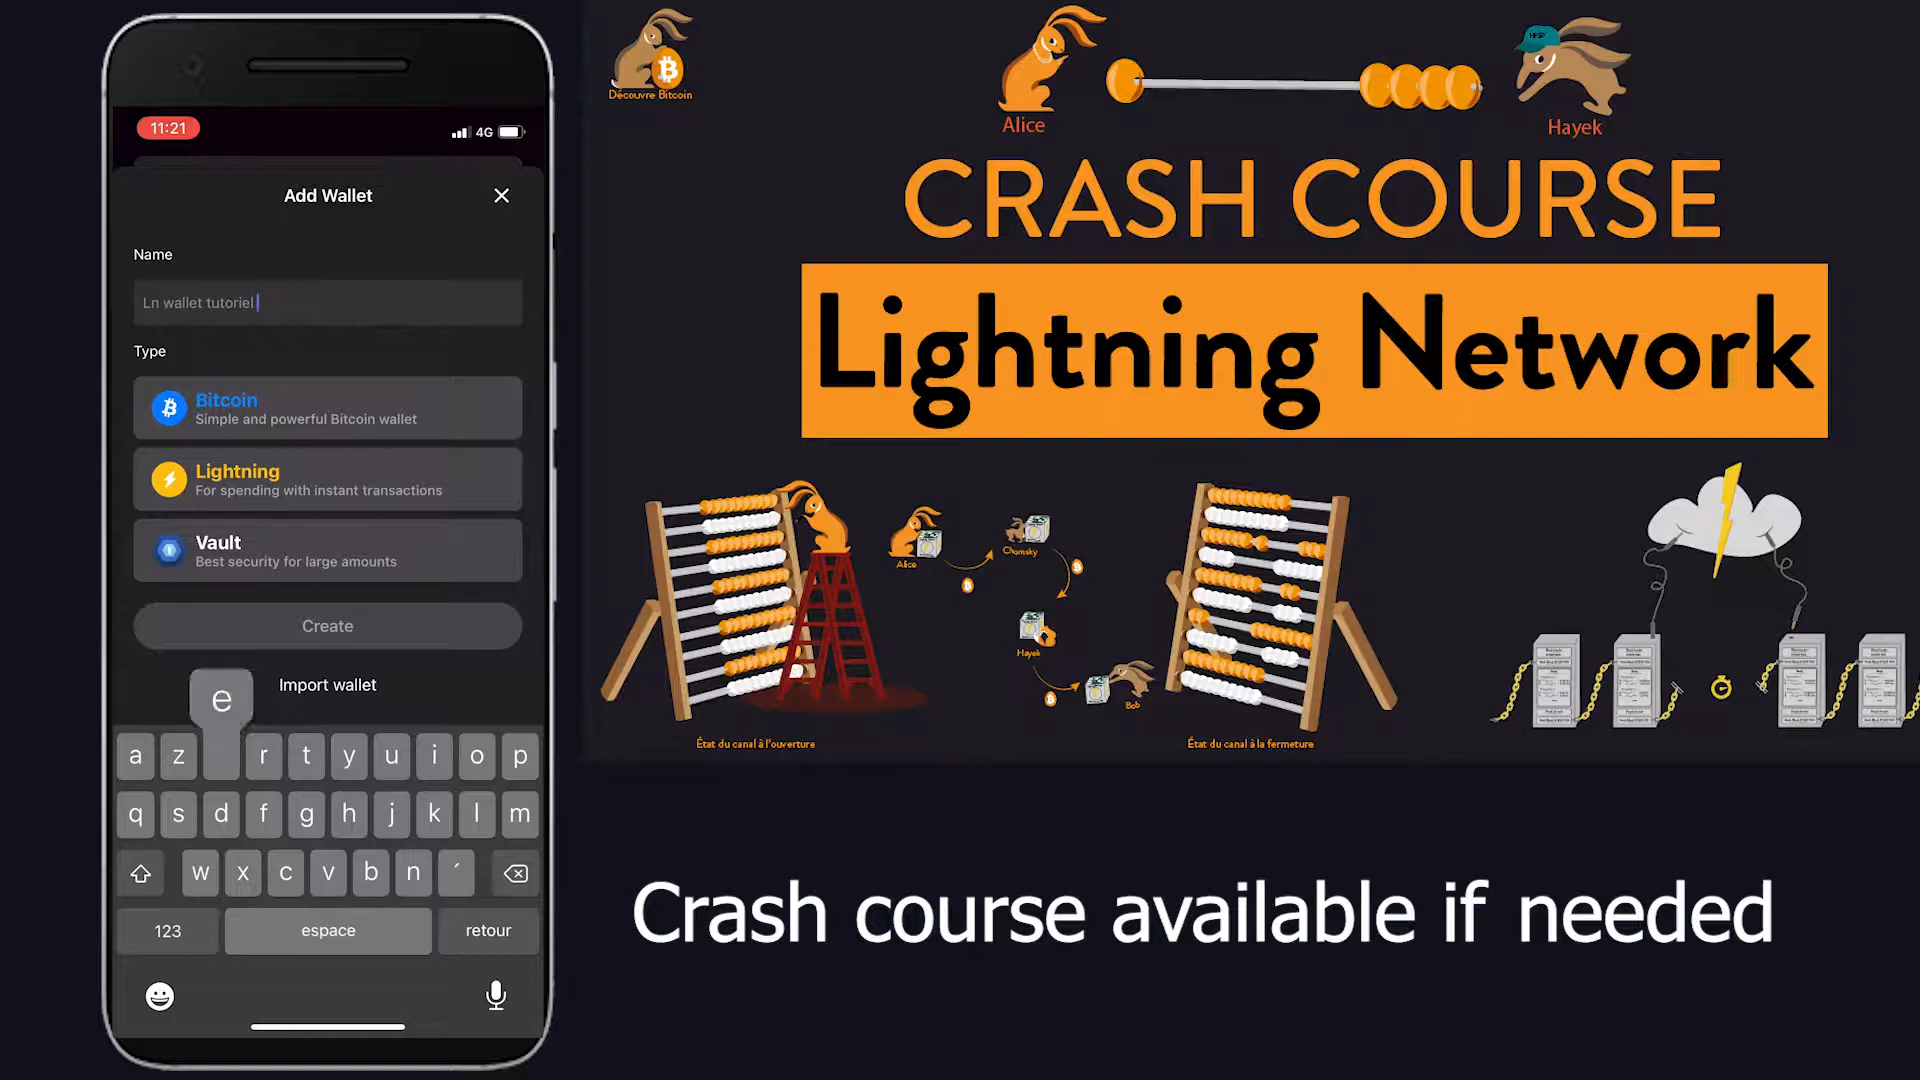 11:21
4G
Add Wallet
Name
Ln wallet tutoriel
Type
Bitcoin
Simple and powerful Bitcoin wallet
Lightning
For spending with instant transactions
Vault
Best security for large amounts
Create
Import wallet
e
a z r t y u i o p
q s d f g h j k l m
w x c v b n ´
123 espace retour
Découvre Bitcoin
Alice
Hayek
CRASH COURSE
Lightning Network
Alice
Chomsky
Hayek
Bob
État du canal à l'ouverture
État du canal à la fermeture
Crash course available if needed